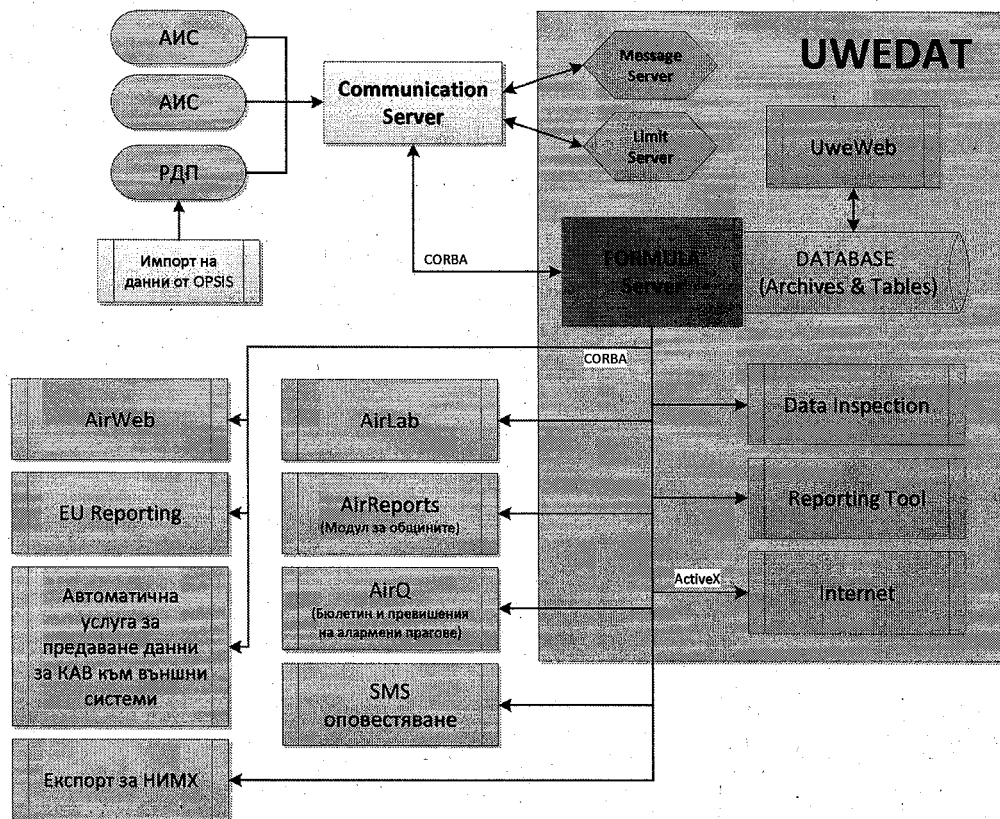 АИС
АИС
РДП
Импорт на
данни от OPSIS
Communication
Server
UWEDAT
Message
Server
Limit
Server
UweWeb
CORBA
FORMULA
Server
DATABASE
(Archives & Tables)
CORBA
AirWeb
EU Reporting
Автоматична
услуга за
предаване данни
за КАВ към външни
системи
Експорт за НИМХ
AirLab
AirReports
(Модул за общините)
AirQ
(Бюлетин и превишения
на алармени прагове)
SMS
оповестяване
Data Inspection
Reporting Tool
ActiveX
Internet